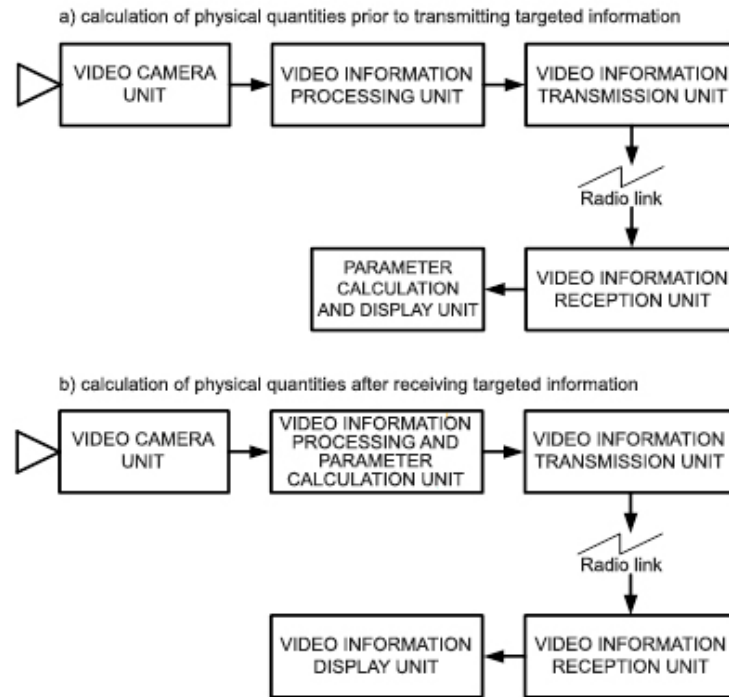 a) calculation of physical quantities prior to transmitting targeted information
VIDEO CAMERA
UNIT
VIDEO INFORMATION
PROCESSING UNIT
VIDEO INFORMATION
TRANSMISSION UNIT
Radio link
PARAMETER
CALCULATION
AND DISPLAY UNIT
VIDEO INFORMATION
RECEPTION UNIT
b) calculation of physical quantities after receiving targeted information
VIDEO CAMERA
UNIT
VIDEO INFORMATION
PROCESSING AND
PARAMETER
CALCULATION UNIT
VIDEO INFORMATION
TRANSMISSION UNIT
Radio link
VIDEO INFORMATION
DISPLAY UNIT
VIDEO INFORMATION
RECEPTION UNIT